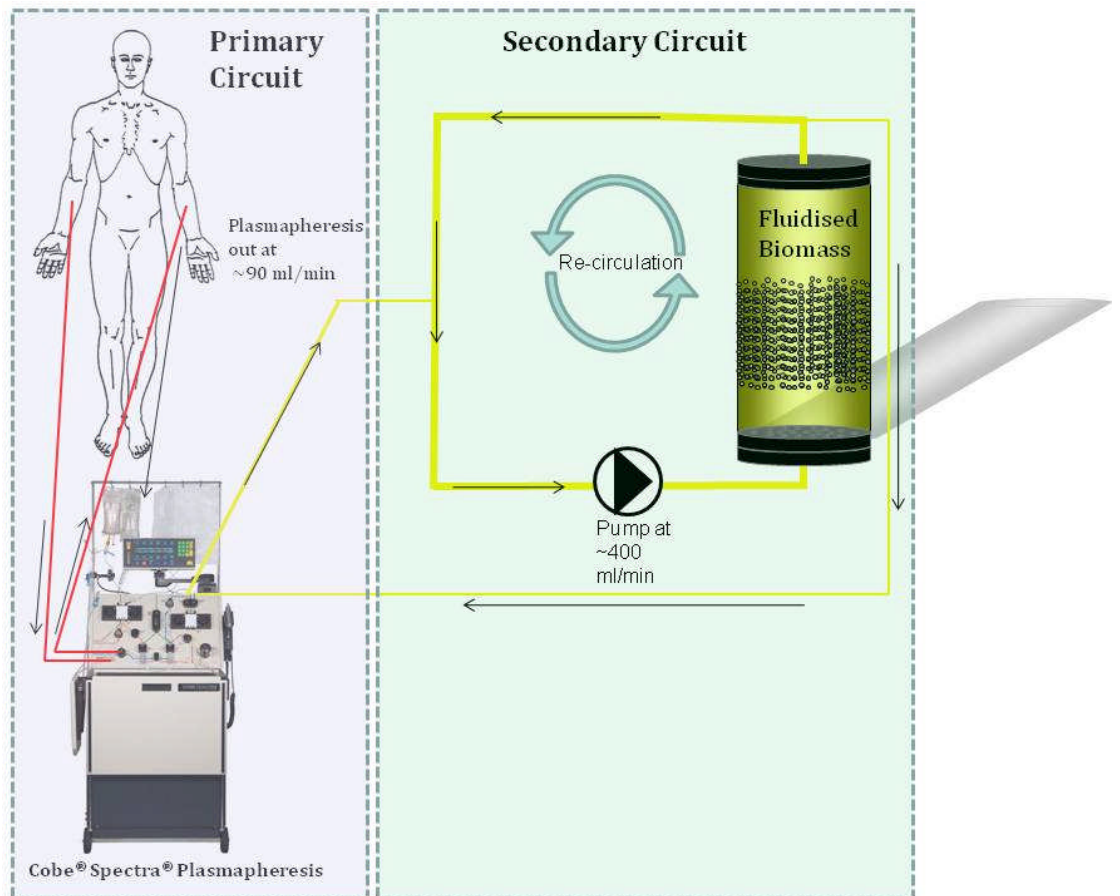 Primary
Circuit
Secondary Circuit
Plasmapheresis
out at
~90 ml/min
Re-circulation
Fluidised
Biomass
Pump at
~400
ml/min
Cobe® Spectra® Plasmapheresis